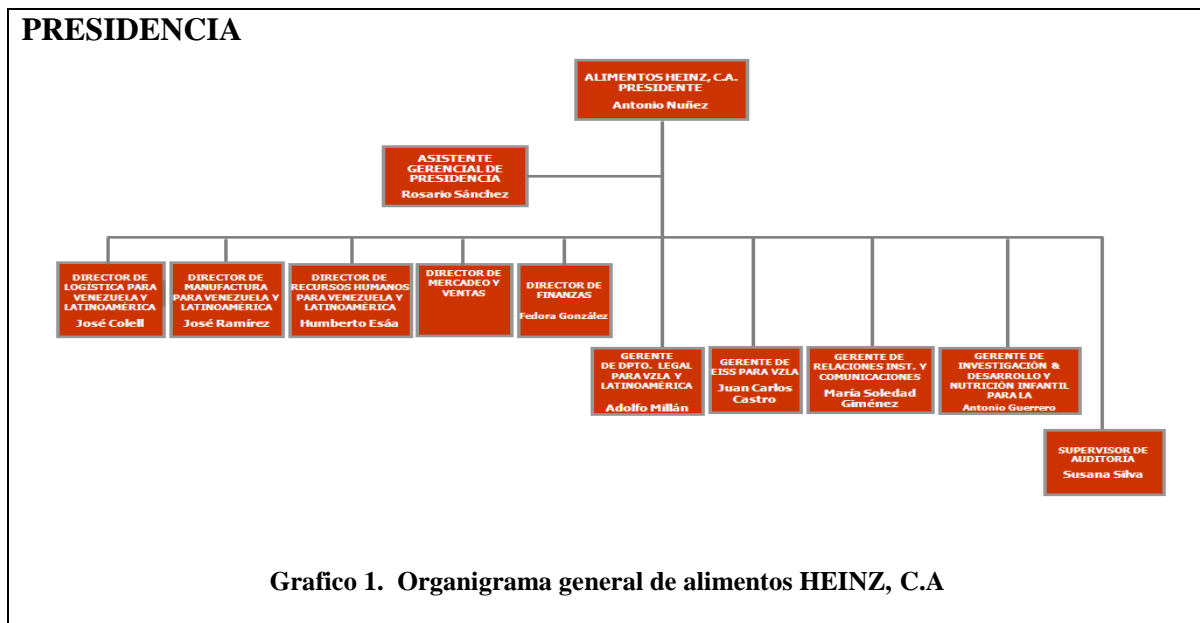 PRESIDENCIA
ALIMENTOS HEINZ, C.A.
PRESIDENTE
Antonio Nuñez
ASISTENTE
GERENCIAL DE
PRESIDENCIA
Rosario Sánchez
DIRECTOR DE
LOGÍSTICA PARA
VENEZUELA Y
LATINOAMÉRICA
José Colell
DIRECTOR DE
MANUFACTURA
PARA VENEZUELA Y
LATINOAMÉRICA
José Ramírez
DIRECTOR DE
RECURSOS HUMANOS
PARA VENEZUELA Y
LATINOAMÉRICA
Humberto Esáa
DIRECTOR DE
MERCADEO Y
VENTAS
DIRECTOR DE
FINANZAS
Fedora González
GERENTE
DE DPTO. LEGAL
PARA VZLA Y
LATINOAMÉRICA
Adolfo Millán
GERENTE DE
EISS PARA VZLA
Juan Carlos
Castro
GERENTE DE
RELACIONES INST. Y
COMUNICACIONES
María Soledad
Giménez
GERENTE DE
INVESTIGACIÓN &
DESARROLLO Y
NUTRICIÓN INFANTIL
PARA LA
Antonio Guerrero
SUPERVISOR DE
AUDITORÍA
Susana Silva
Grafico 1. Organigrama general de alimentos HEINZ, C.A